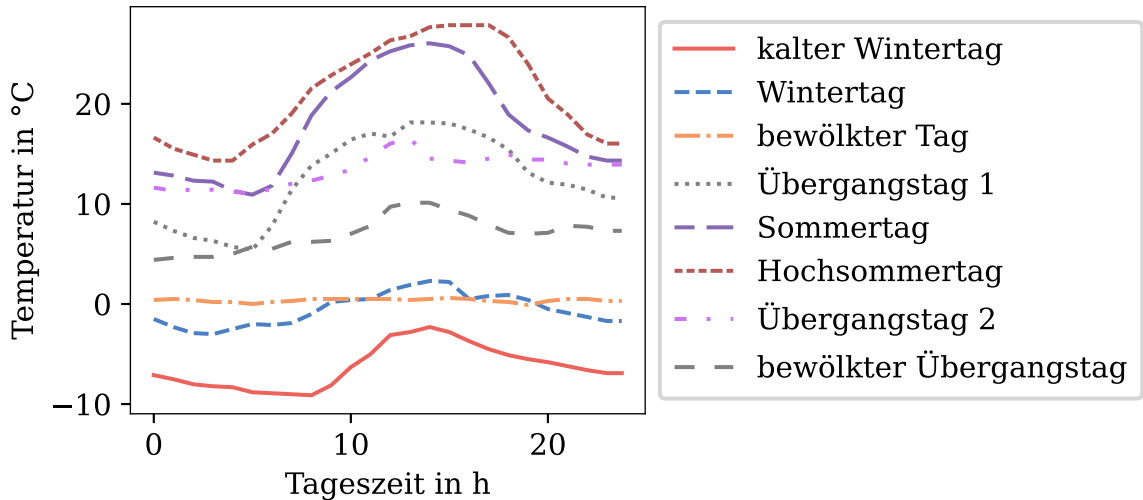 Temperatur in °C
20
10
0
−10
0
10
20
Tageszeit in h
kalter Wintertag
Wintertag
bewölkter Tag
Übergangstag 1
Sommertag
Hochsommertag
Übergangstag 2
bewölkter Übergangstag